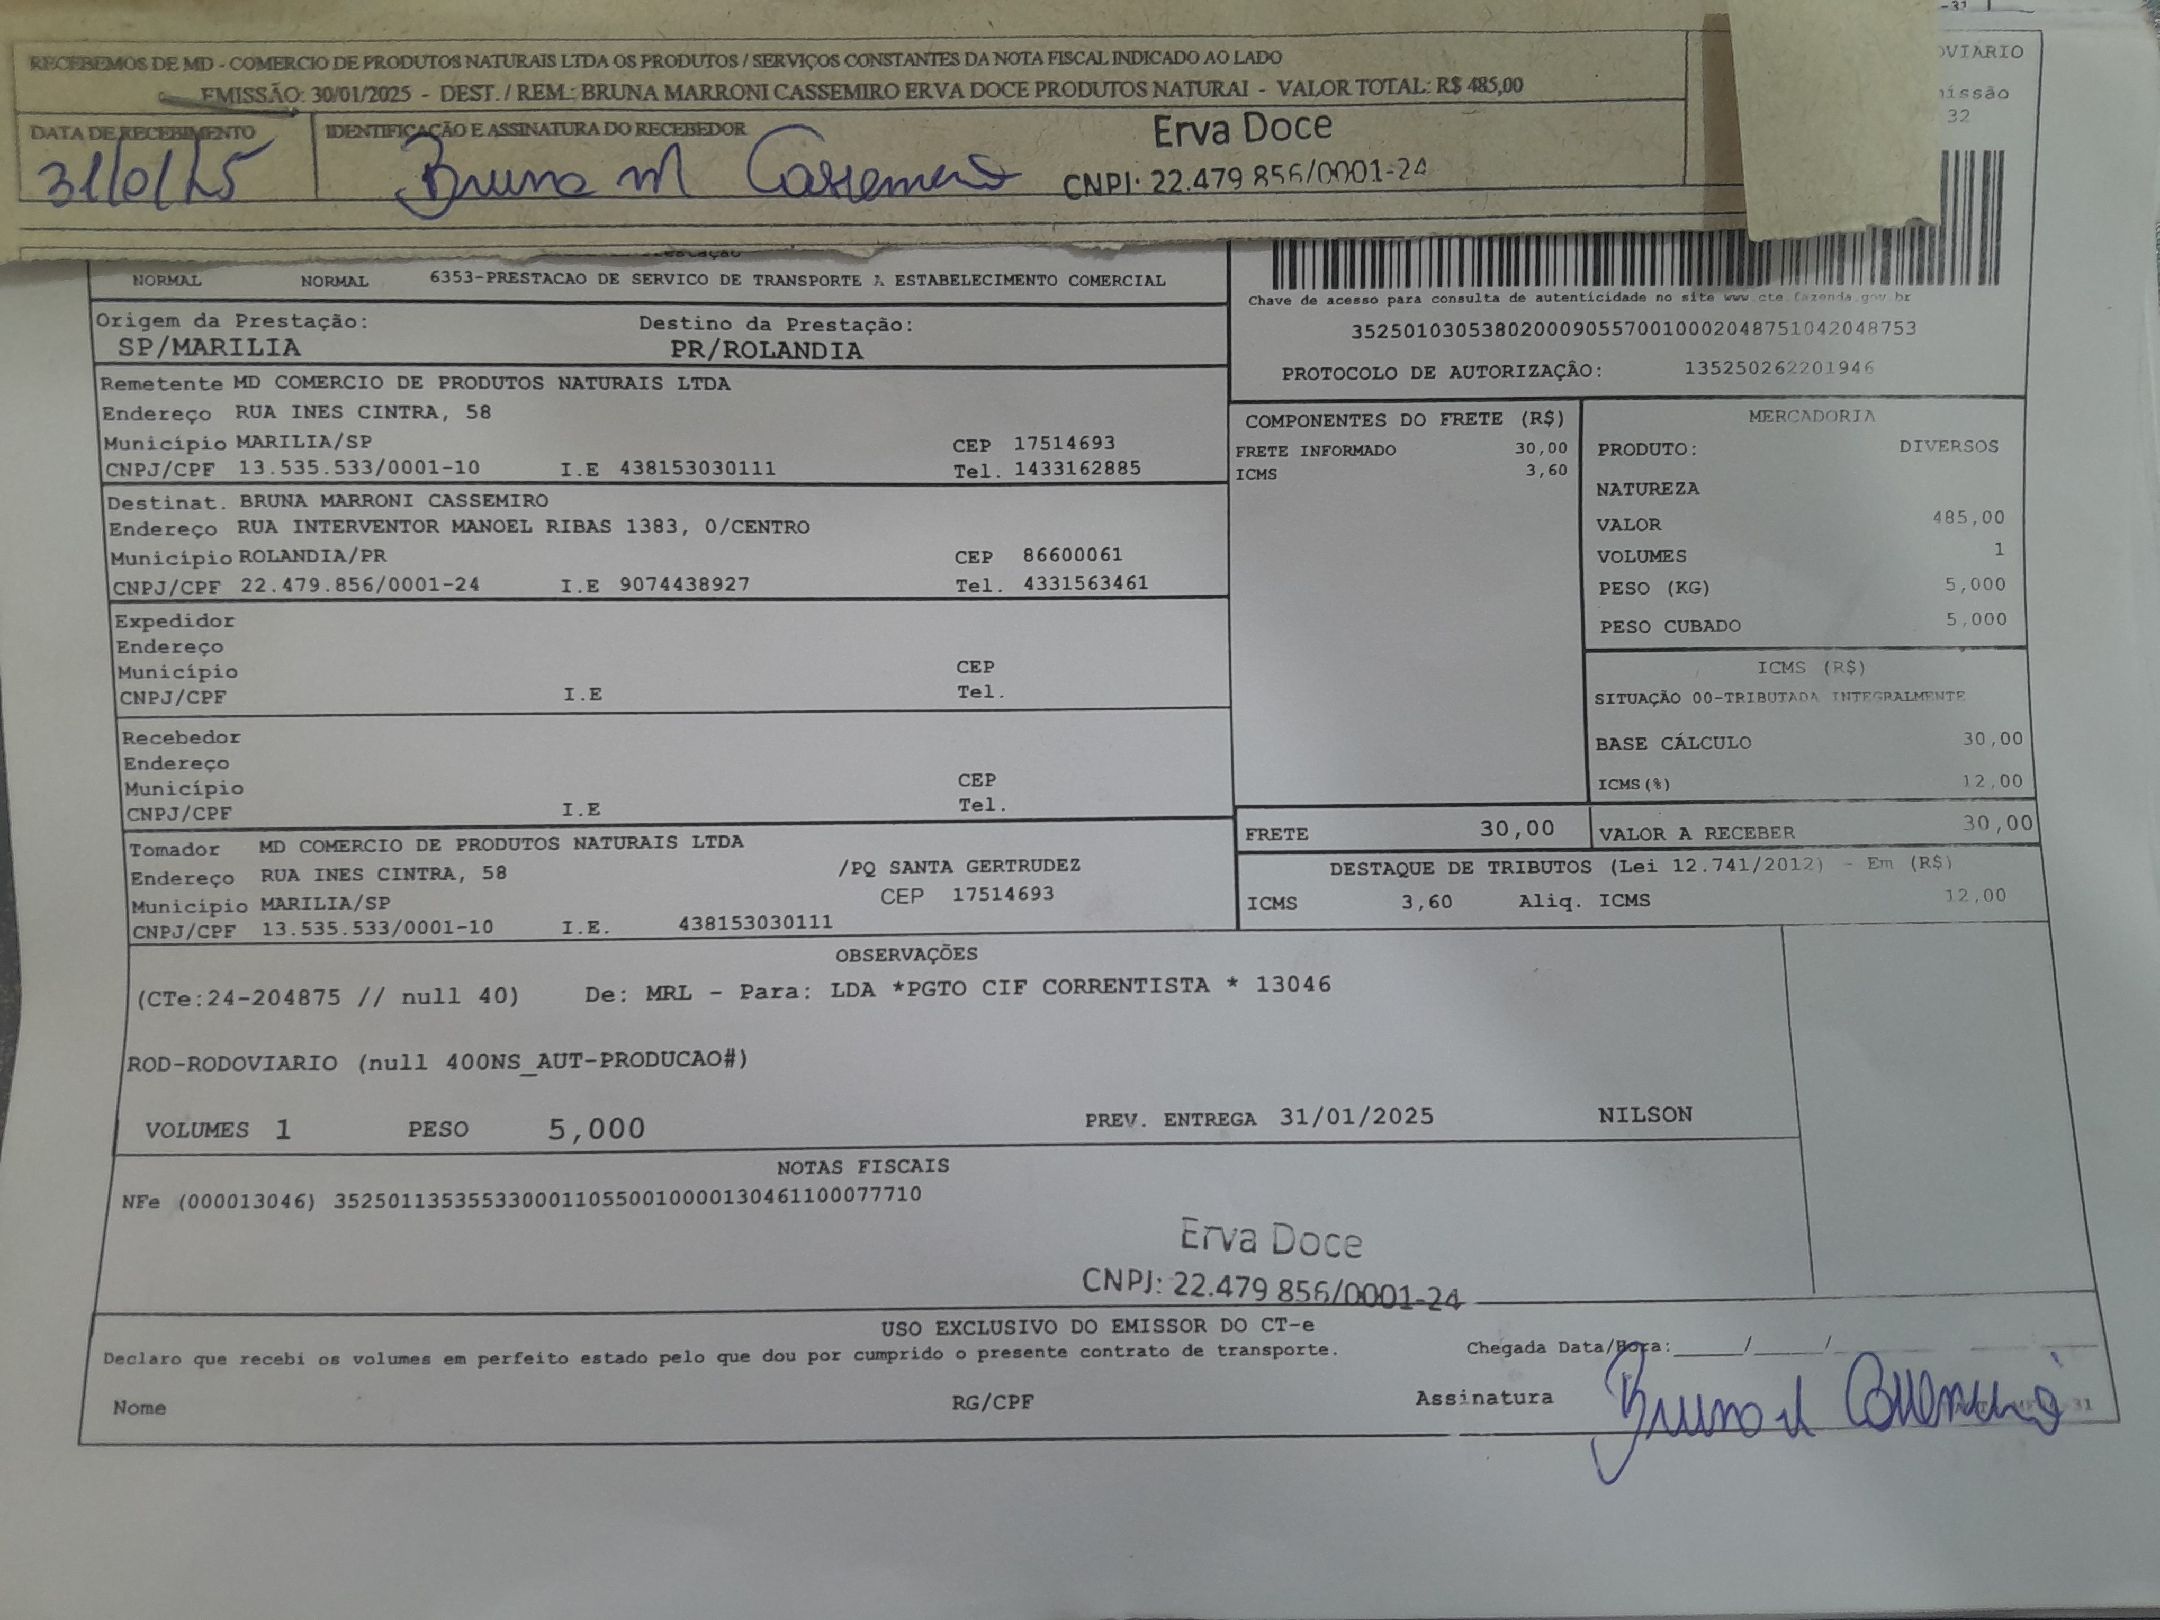 RECEBEMOS DE MD - COMERCIO DE PRODUTOS NATURAIS LTDA OS PRODUTOS / SERVIÇOS CONSTANTES DA NOTA FISCAL INDICADO AO LADO
EMISSÃO: 30/01/2025 - DEST. / REM.: BRUNA MARRONI CASSEMIRO ERVA DOCE PRODUTOS NATURAI - VALOR TOTAL: R$ 485,00
DATA DE RECEBIMENTO IDENTIFICAÇÃO E ASSINATURA DO RECEBEDOR
31/01/25 Bruna M Cassemiro
Erva Doce
CNPJ: 22.479 856/0001-24
32
NORMAL NORMAL 6353-PRESTACAO DE SERVICO DE TRANSPORTE A ESTABELECIMENTO COMERCIAL
Origem da Prestação: Destino da Prestação:
SP/MARILIA PR/ROLANDIA
Chave de acesso para consulta de autenticidade no site www.cte.fazenda.gov.br
35250103053802000905570010002048751042048753
PROTOCOLO DE AUTORIZAÇÃO: 135250262201946
Remetente MD COMERCIO DE PRODUTOS NATURAIS LTDA
Endereço RUA INES CINTRA, 58
Município MARILIA/SP CEP 17514693
CNPJ/CPF 13.535.533/0001-10 I.E 438153030111 Tel. 1433162885
Destinat. BRUNA MARRONI CASSEMIRO
Endereço RUA INTERVENTOR MANOEL RIBAS 1383, 0/CENTRO
Município ROLANDIA/PR CEP 86600061
CNPJ/CPF 22.479.856/0001-24 I.E 9074438927 Tel. 4331563461
Expedidor
Endereço
Município CEP
CNPJ/CPF I.E Tel.
Recebedor
Endereço
Município CEP
CNPJ/CPF I.E Tel.
Tomador MD COMERCIO DE PRODUTOS NATURAIS LTDA
Endereço RUA INES CINTRA, 58 /PQ SANTA GERTRUDEZ
Município MARILIA/SP CEP 17514693
CNPJ/CPF 13.535.533/0001-10 I.E. 438153030111
COMPONENTES DO FRETE (R$)
FRETE INFORMADO 30,00
ICMS 3,60
MERCADORIA
PRODUTO: DIVERSOS
NATUREZA
VALOR 485,00
VOLUMES 1
PESO (KG) 5,000
PESO CUBADO 5,000
ICMS (R$)
SITUAÇÃO 00-TRIBUTADA INTEGRALMENTE
BASE CÁLCULO 30,00
ICMS(%) 12,00
FRETE 30,00 VALOR A RECEBER 30,00
DESTAQUE DE TRIBUTOS (Lei 12.741/2012) - Em (R$)
ICMS 3,60 Aliq. ICMS 12,00
OBSERVAÇÕES
(CTe:24-204875 // null 40) De: MRL - Para: LDA *PGTO CIF CORRENTISTA * 13046
ROD-RODOVIARIO (null 400NS_AUT-PRODUCAO#)
VOLUMES 1 PESO 5,000 PREV. ENTREGA 31/01/2025 NILSON
NOTAS FISCAIS
NFe (000013046) 35250113535533000110550010000130461100077710
Erva Doce
CNPJ: 22.479 856/0001-24
USO EXCLUSIVO DO EMISSOR DO CT-e
Declaro que recebi os volumes em perfeito estado pelo que dou por cumprido o presente contrato de transporte. Chegada Data/Hora:_____/_____/
Nome RG/CPF Assinatura Bruna M Cassemiro